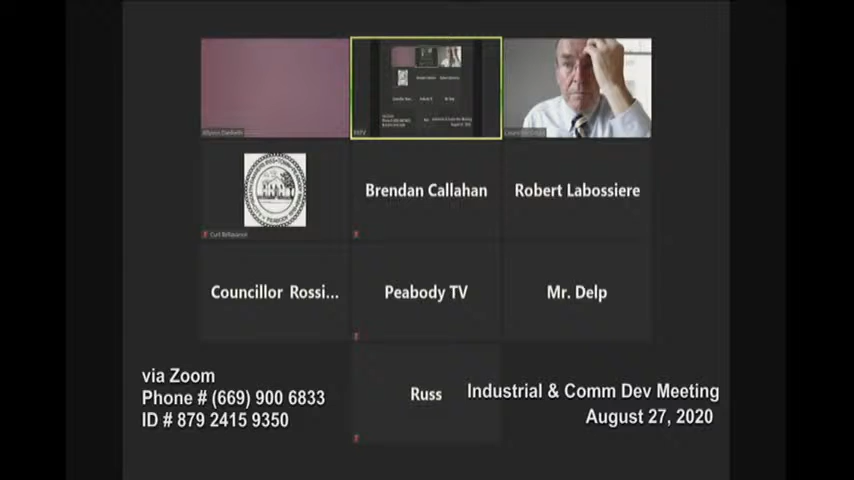 Brendan Callahan
Robert Labossiere
Councillor Rossi...
Peabody TV
Mr. Delp
Russ
via Zoom
Phone # (669) 900 6833
ID # 879 2415 9350
Industrial & Comm Dev Meeting
August 27, 2020